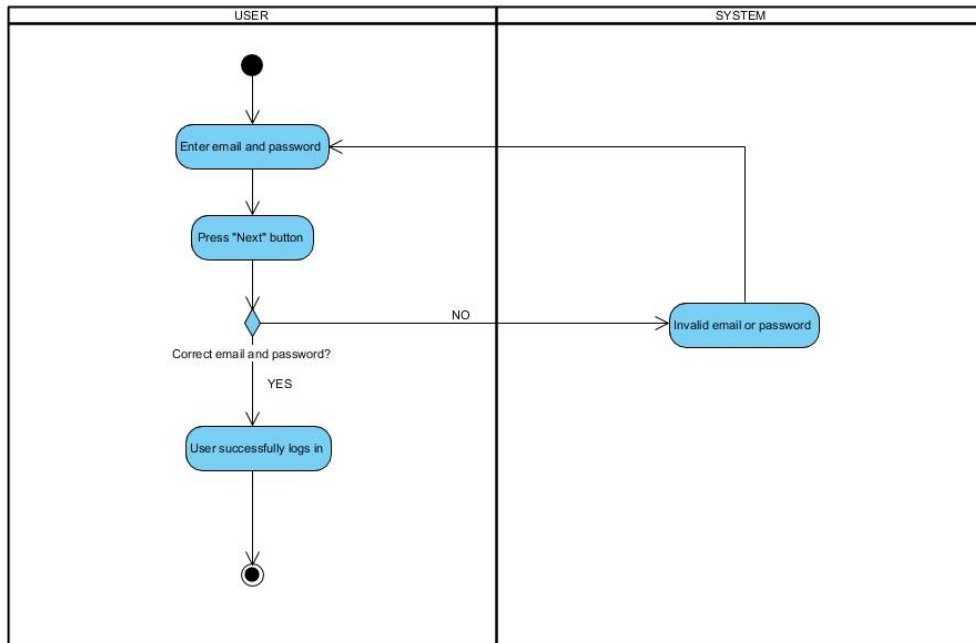 USER
SYSTEM
Enter email and password
Press "Next" button
NO
Invalid email or password
Correct email and password?
YES
User successfully logs in